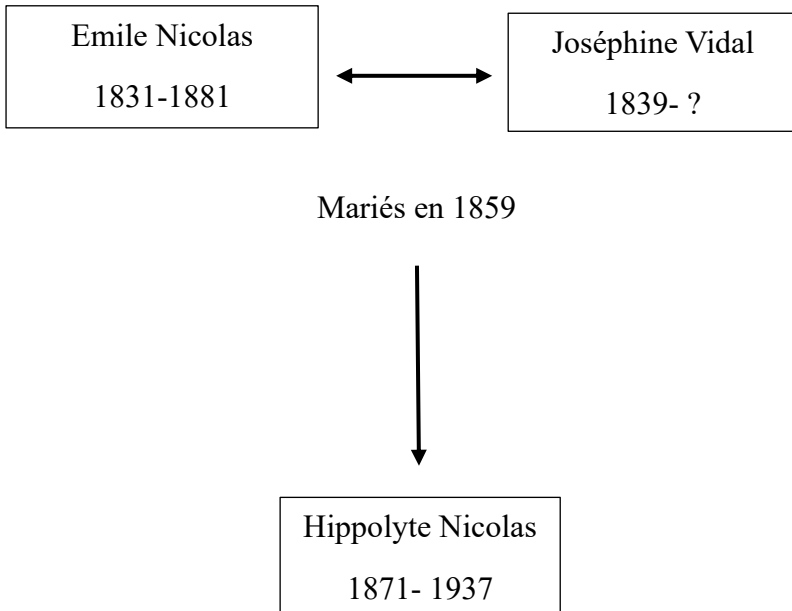 Emile Nicolas
1831-1881
Joséphine Vidal
1839- ?
Mariés en 1859
Hippolyte Nicolas
1871- 1937